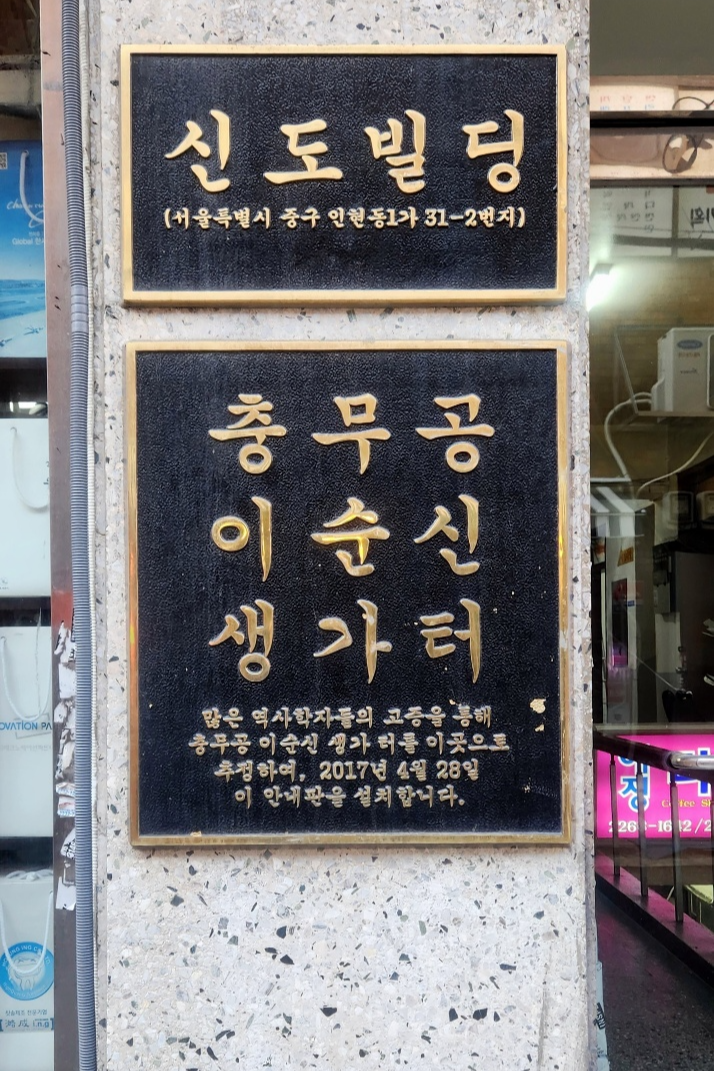 신도빌딩
(서울특별시 중구 인현동1가 31-2번지)
충무공
이순신
생가터
많은 역사학자들의 고증을 통해
충무공 이순신 생가 터를 이곳으로
추정하여, 2017년 4월 28일
이 안내판을 설치합니다.